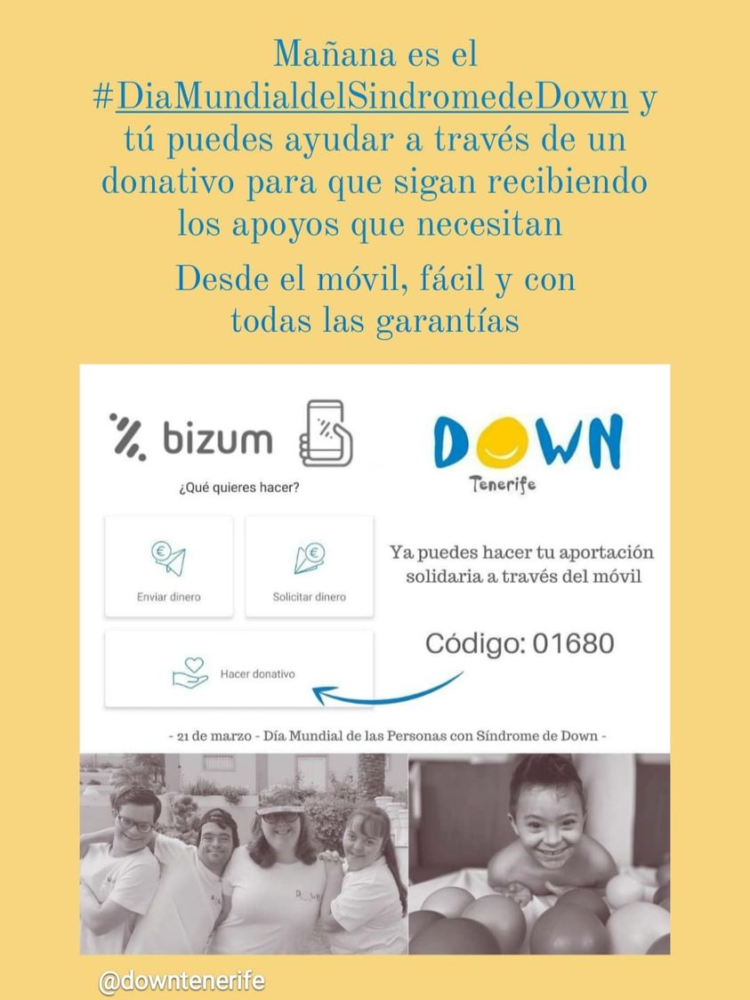 Mañana es el
#DiaMundialdelSindromedeDown y
tú puedes ayudar a través de un
donativo para que sigan recibiendo
los apoyos que necesitan
Desde el móvil, fácil y con
todas las garantías
bizum
¿Qué quieres hacer?
Enviar dinero
Solicitar dinero
Hacer donativo
DOWN
Tenerife
Ya puedes hacer tu aportación
solidaria a través del móvil
Código: 01680
- 21 de marzo - Día Mundial de las Personas con Síndrome de Down -
@downtenerife